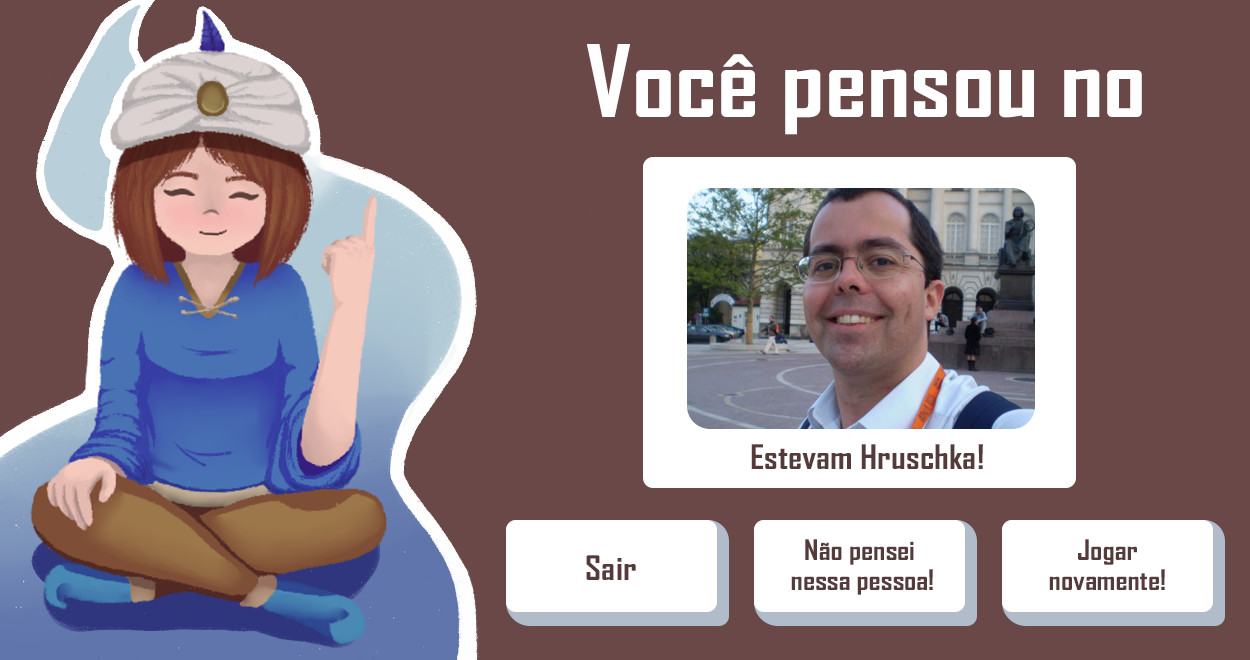 Você pensou no
Estevam Hruschka!
Sair
Não pensei
nessa pessoa!
Jogar
novamente!